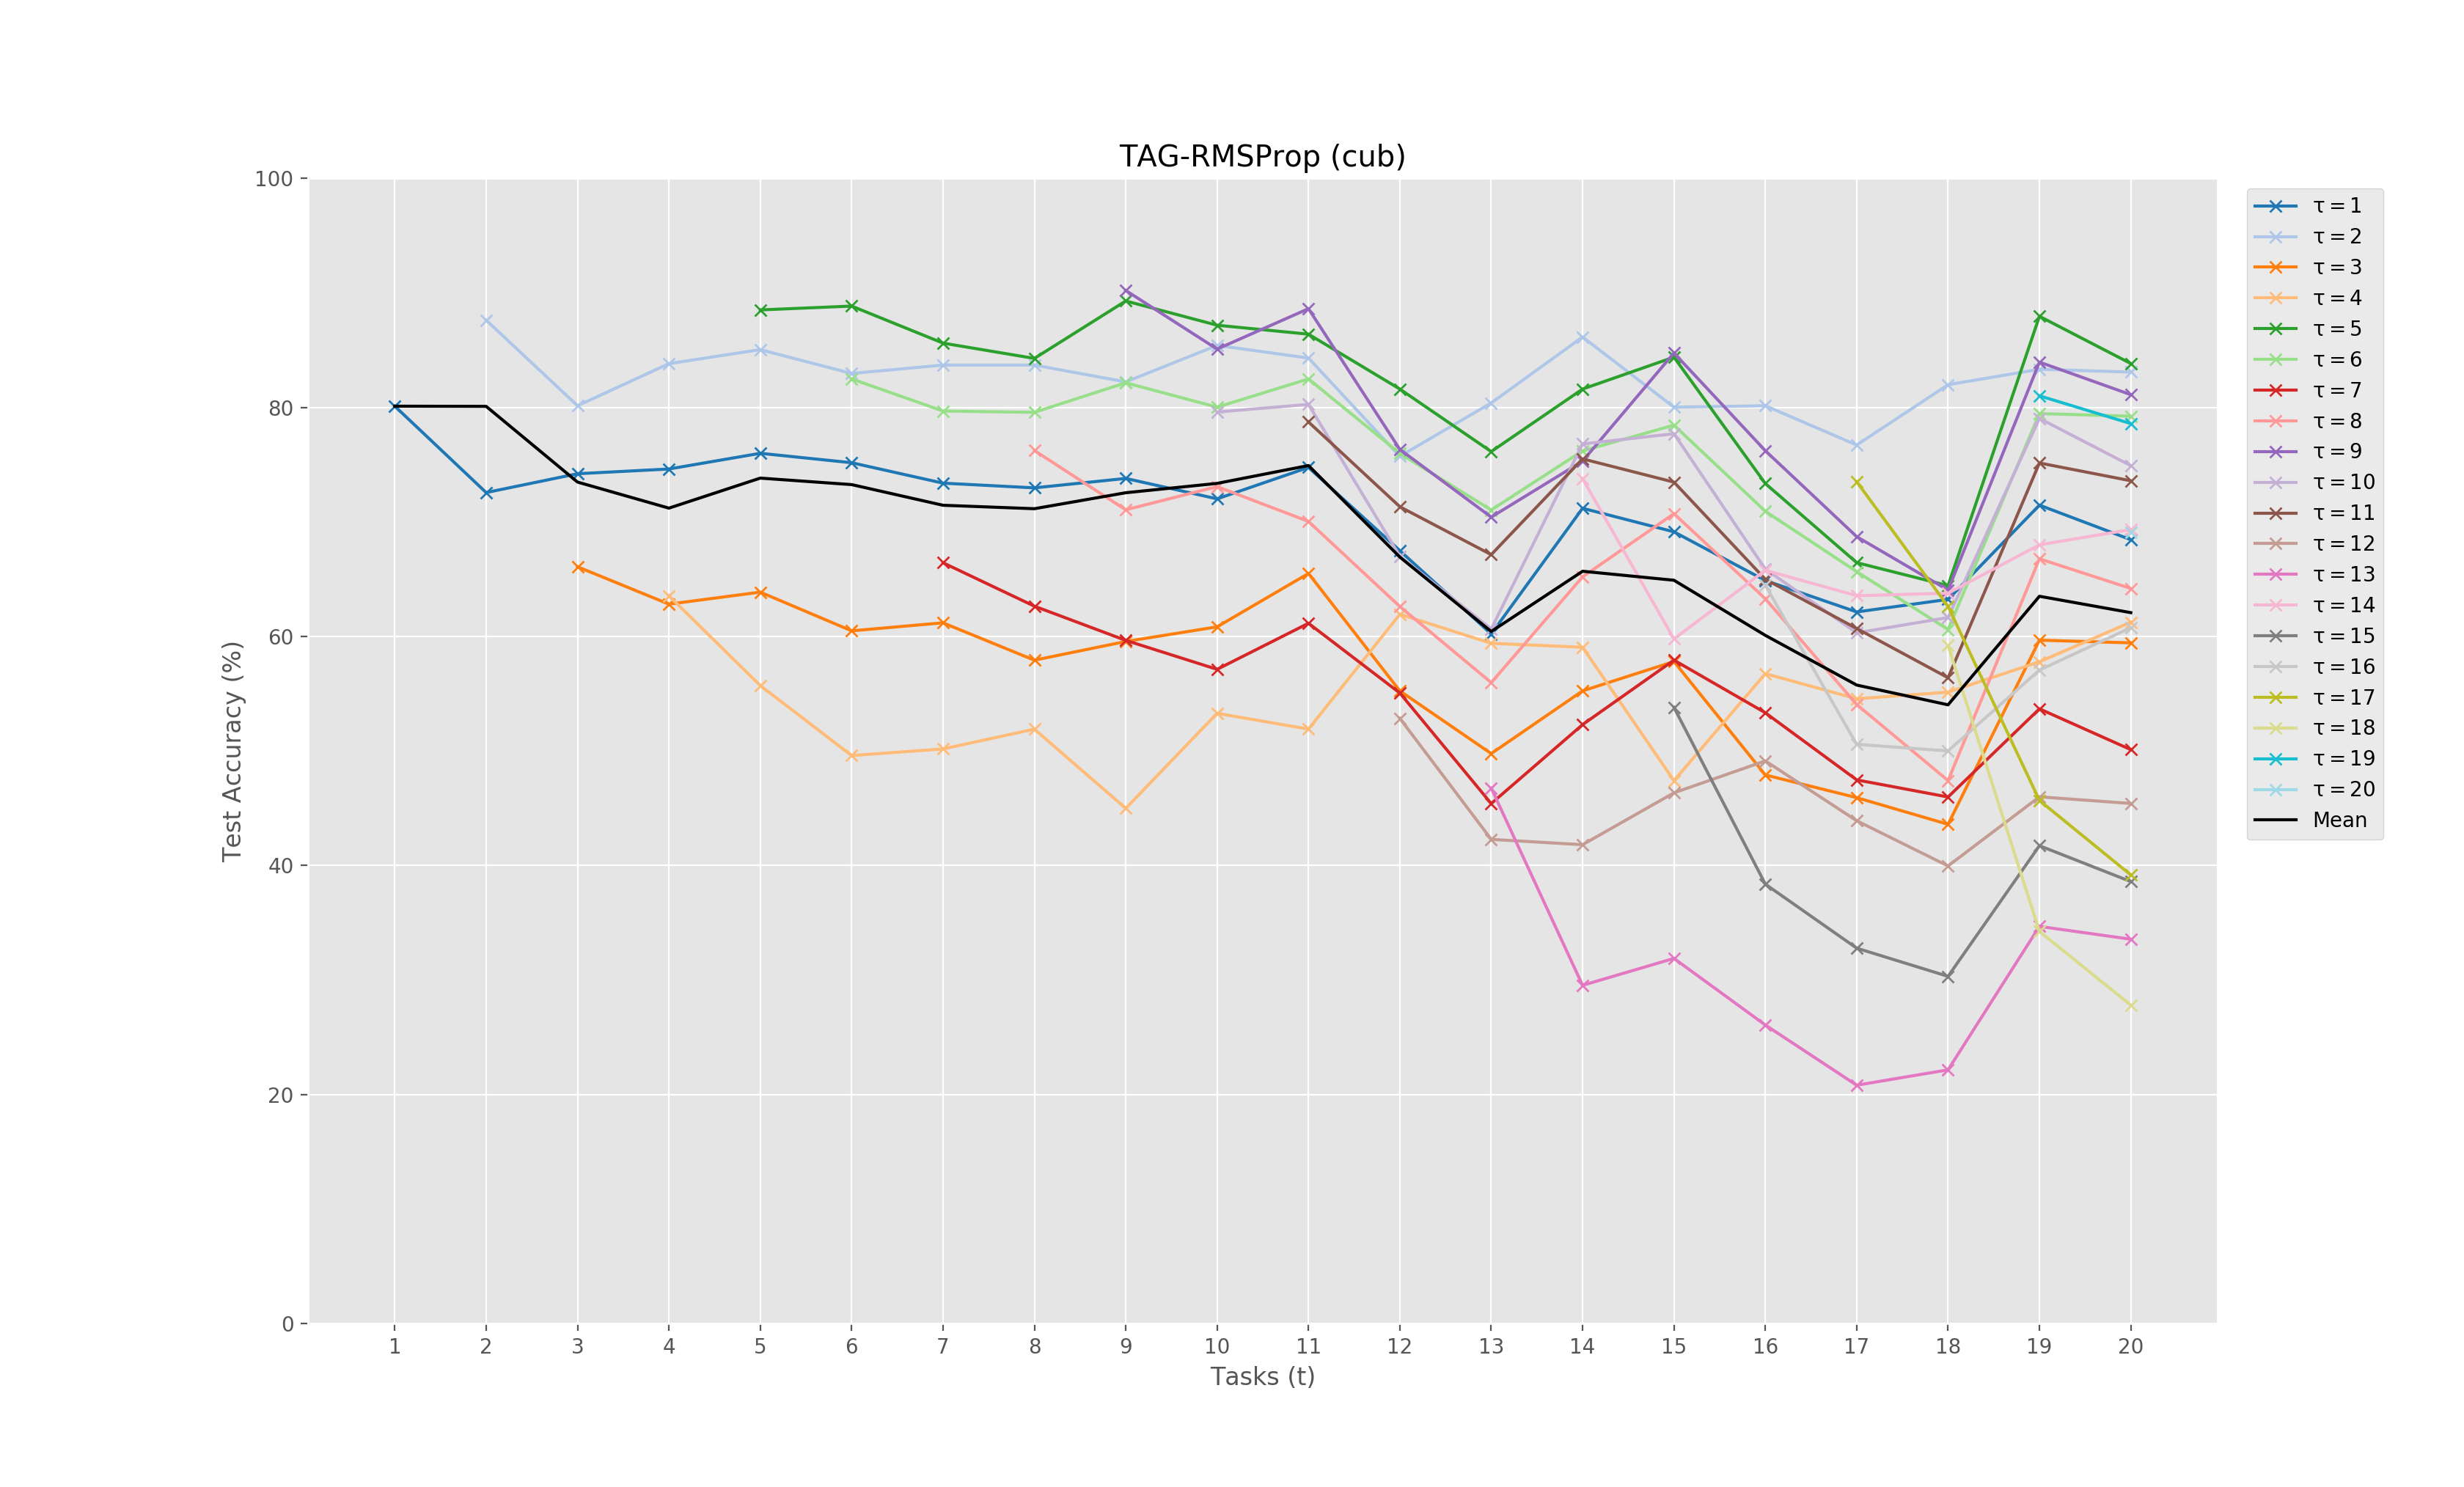 TAG-RMSProp (cub)
100
80
60
40
20
0
Test Accuracy (%)
1 2 3 4 5 6 7 8 9 10 11 12 13 14 15 16 17 18 19 20
Tasks (t)
τ = 1
τ = 2
τ = 3
τ = 4
τ = 5
τ = 6
τ = 7
τ = 8
τ = 9
τ = 10
τ = 11
τ = 12
τ = 13
τ = 14
τ = 15
τ = 16
τ = 17
τ = 18
τ = 19
τ = 20
Mean